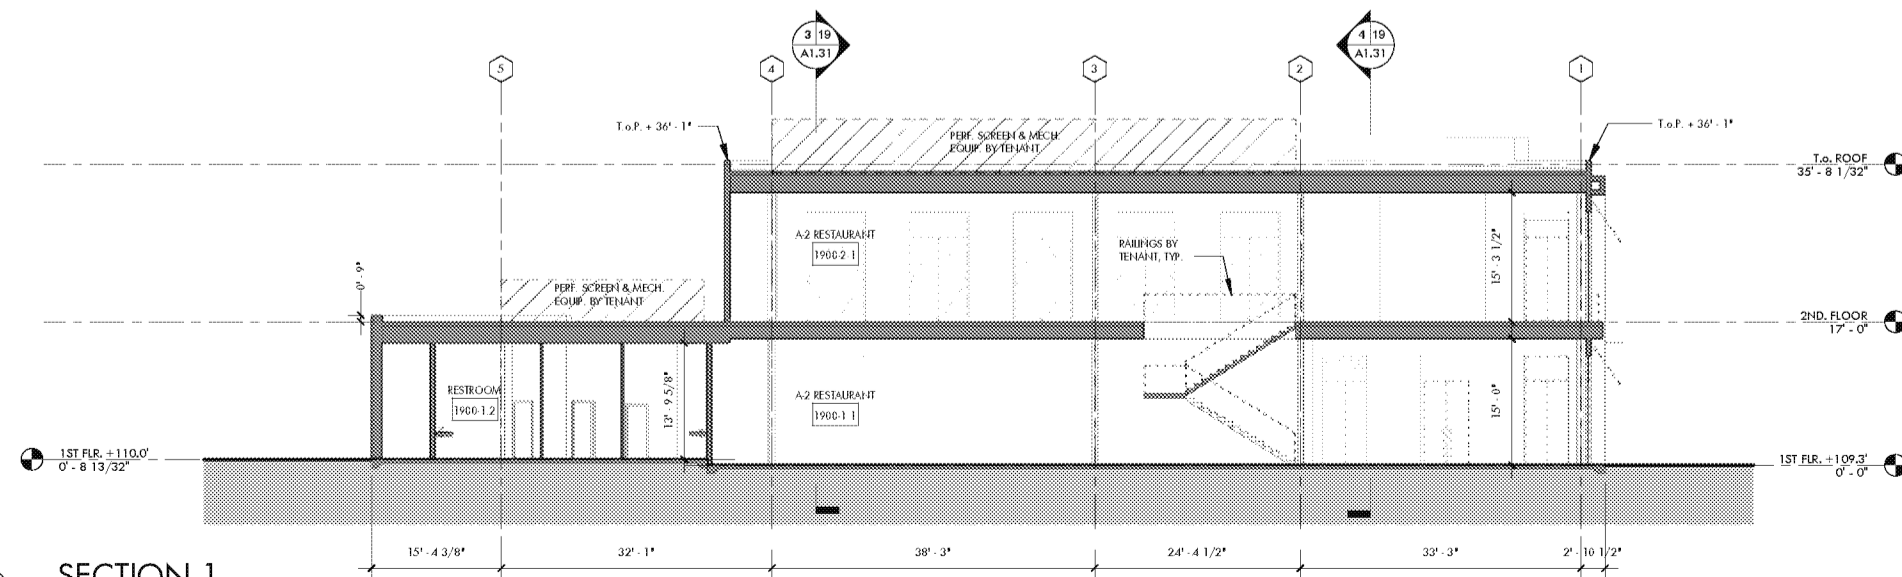 3 19
A1.31
4 19
A1.31
5
4
3
2
1
T.o.P. + 36' - 1"
T.o.P. + 36' - 1"
PERF. SCREEN & MECH.
EQUIP. BY TENANT
T.o. ROOF
35' - 8 1/32"
A-2 RESTAURANT
1900-2.1
RAILINGS BY
TENANT, TYP.
15' - 3 1/2"
0' - 9"
PERF. SCREEN & MECH.
EQUIP. BY TENANT
2ND. FLOOR
17' - 0"
RESTROOM
1900-1.2
13' - 9 5/8"
A-2 RESTAURANT
1900-1.1
15' - 0"
1ST FLR. +110.0'
0' - 8 13/32"
1ST FLR. +109.3'
0' - 0"
15' - 4 3/8"
32' - 1"
38' - 3"
24' - 4 1/2"
33' - 3"
2' - 10 1/2"
SECTION 1